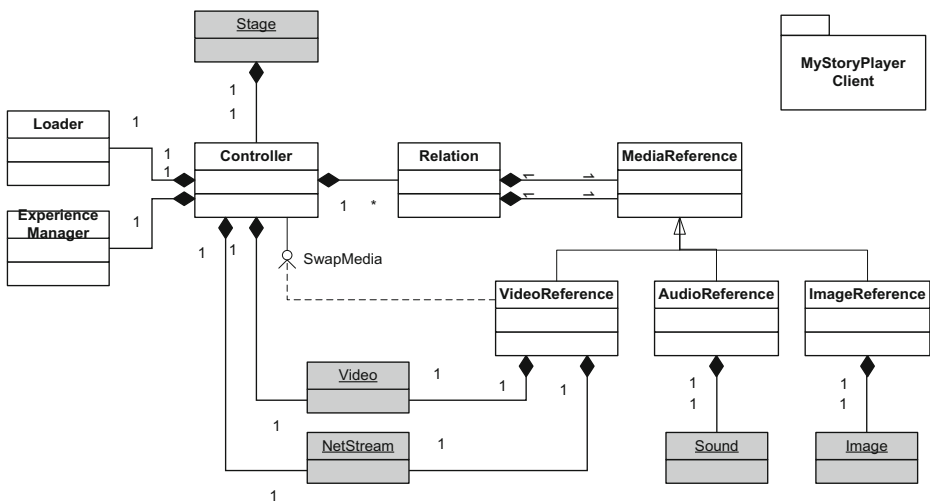 Stage
MyStoryPlayer
Client
1
1
Loader
1
Controller
Relation
MediaReference
1
1
1
1
1
1
Experience
Manager
1
1
*
1
1
SwapMedia
VideoReference
AudioReference
ImageReference
Video
1
1
1
1
1
1
1
1
NetStream
1
Sound
Image
1